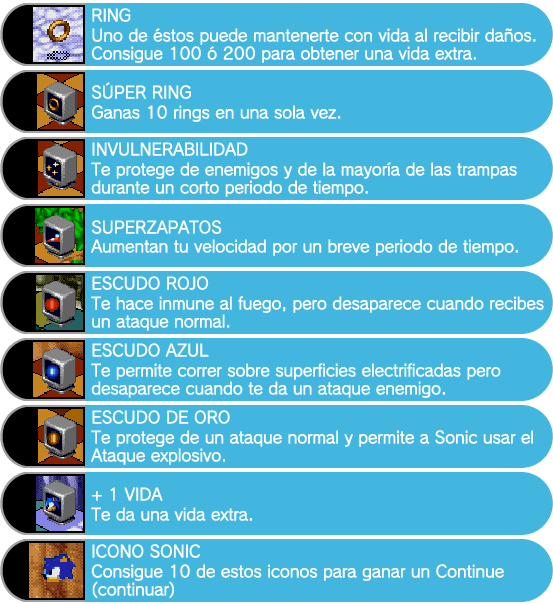 RING
Uno de éstos puede mantenerte con vida al recibir daños.
Consigue 100 ó 200 para obtener una vida extra.
SÚPER RING
Ganas 10 rings en una sola vez.
INVULNERABILIDAD
Te protege de enemigos y de la mayoría de las trampas
durante un corto periodo de tiempo.
SUPERZAPATOS
Aumentan tu velocidad por un breve periodo de tiempo.
ESCUDO ROJO
Te hace inmune al fuego, pero desaparece cuando recibes
un ataque normal.
ESCUDO AZUL
Te permite correr sobre superficies electrificadas pero
desaparece cuando te da un ataque enemigo.
ESCUDO DE ORO
Te protege de un ataque normal y permite a Sonic usar el
Ataque explosivo.
+ 1 VIDA
Te da una vida extra.
ICONO SONIC
Consigue 10 de estos iconos para ganar un Continue
(continuar)